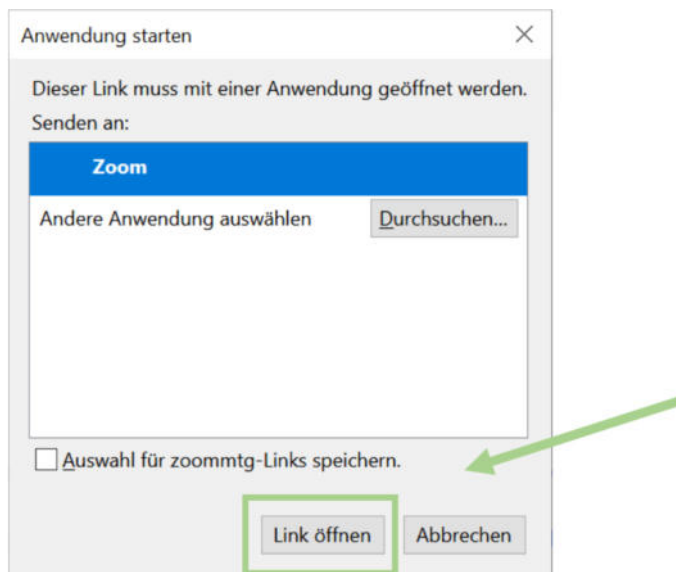 Anwendung starten
Dieser Link muss mit einer Anwendung geöffnet werden.
Senden an:
Zoom
Andere Anwendung auswählen Durchsuchen...
Auswahl für zoommtg-Links speichern.
Link öffnen Abbrechen